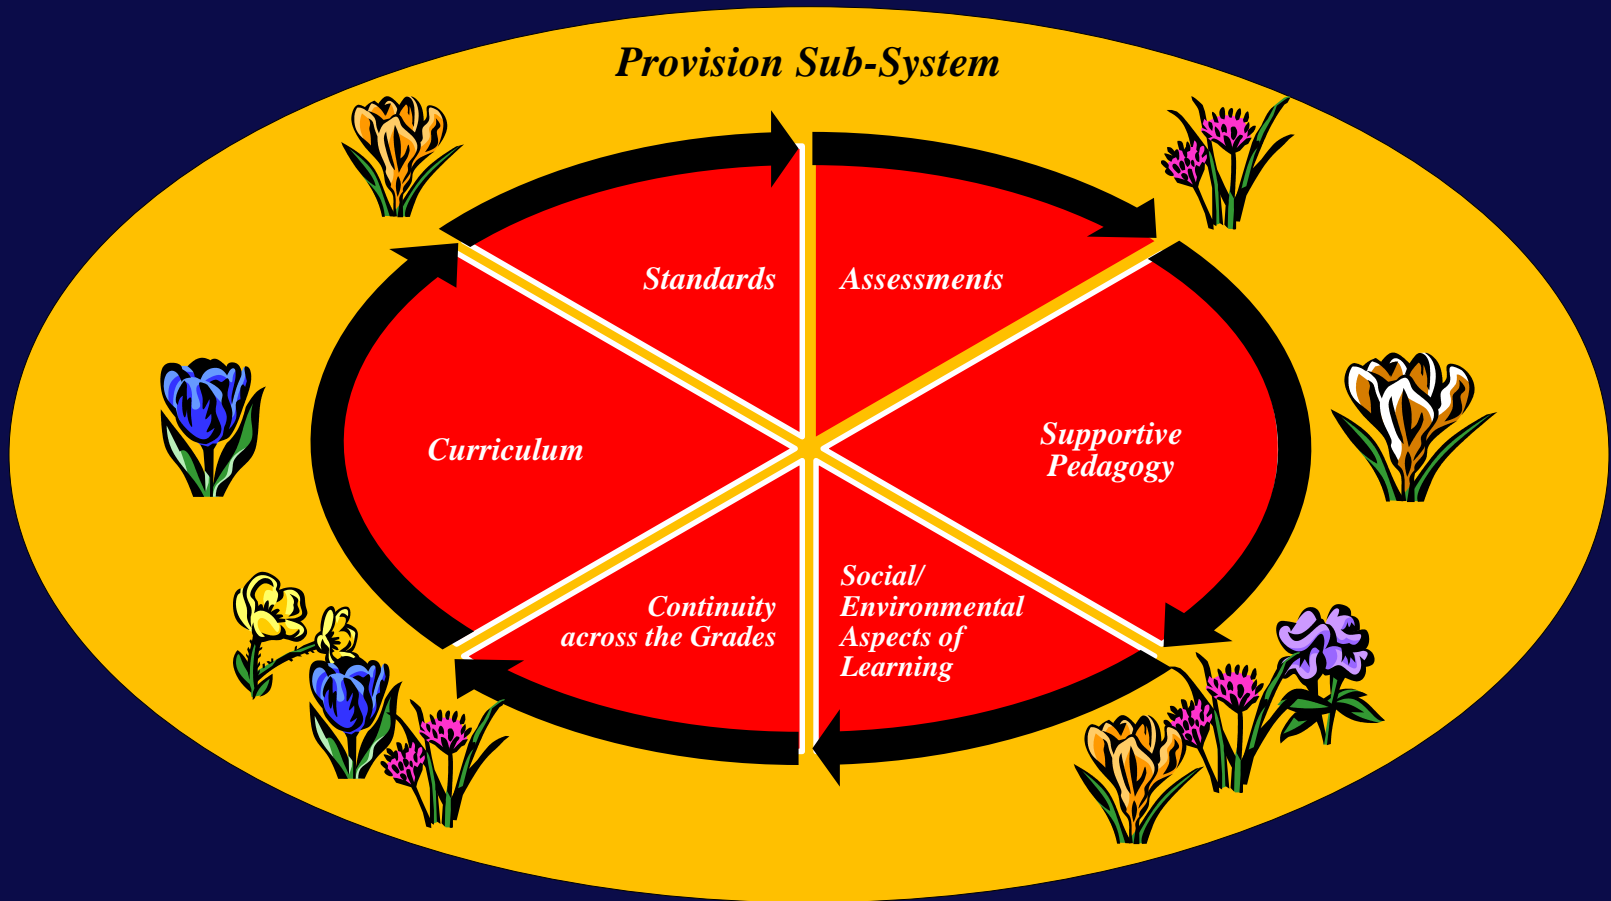 Provision Sub-System
Standards
Assessments
Curriculum
Supportive
Pedagogy
Continuity
across the Grades
Social/
Environmental
Aspects of
Learning